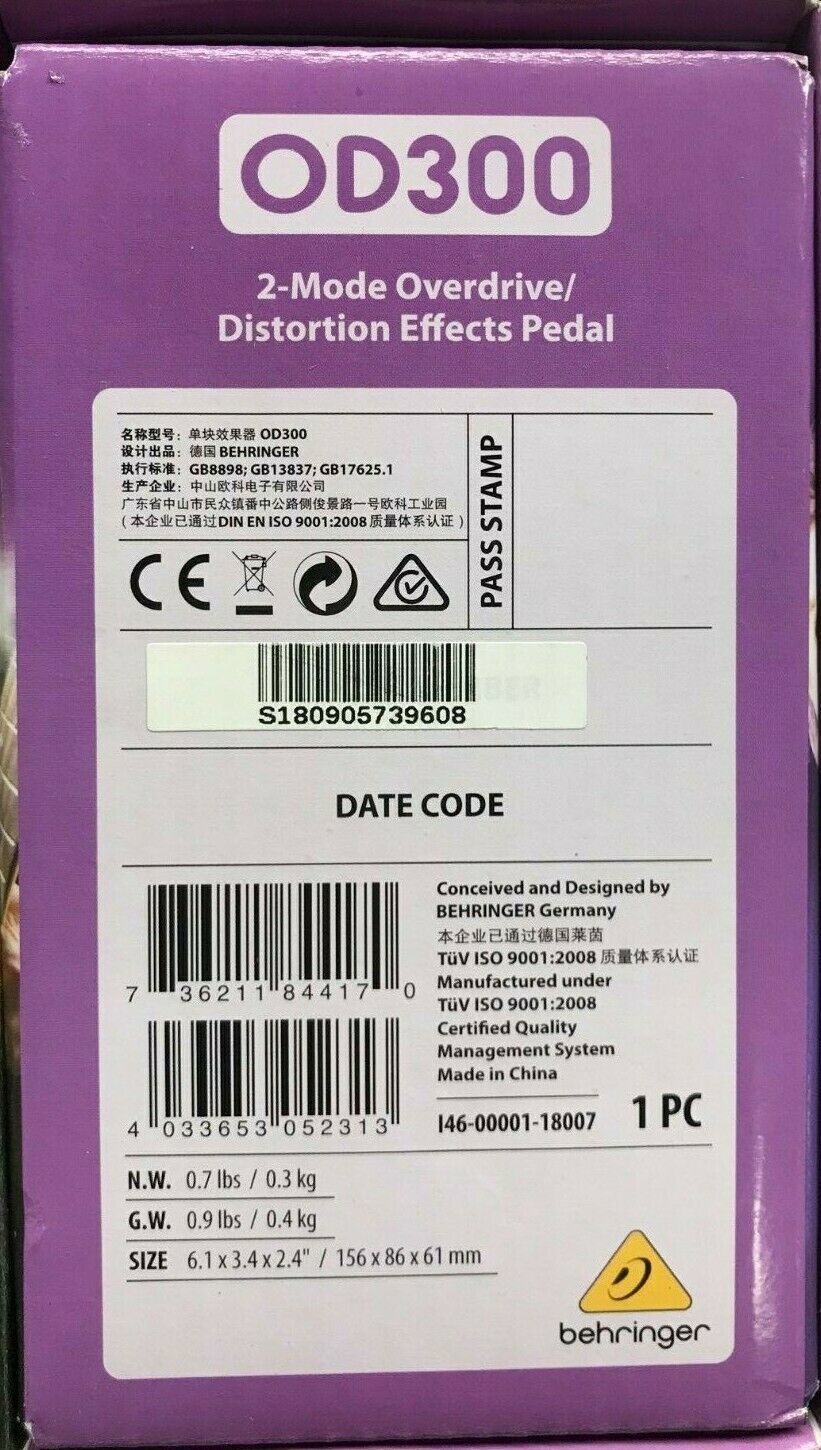 OD300
2-Mode Overdrive/
Distortion Effects Pedal
名称型号：单块效果器 OD300
设计出品：德国 BEHRINGER
执行标准：GB8898; GB13837; GB17625.1
生产企业：中山欧科电子有限公司
广东省中山市民众镇番中公路侧俊景路一号欧科工业园
（本企业已通过DIN EN ISO 9001:2008 质量体系认证）
PASS STAMP
CE
S180905739608
DATE CODE
7 36211 84417 0
4 033653 052313
Conceived and Designed by
BEHRINGER Germany
本企业已通过德国莱茵
TüV ISO 9001:2008 质量体系认证
Manufactured under
TüV ISO 9001:2008
Certified Quality
Management System
Made in China
I46-00001-18007 1 PC
N.W. 0.7 lbs / 0.3 kg
G.W. 0.9 lbs / 0.4 kg
SIZE 6.1 x 3.4 x 2.4" / 156 x 86 x 61 mm
behringer